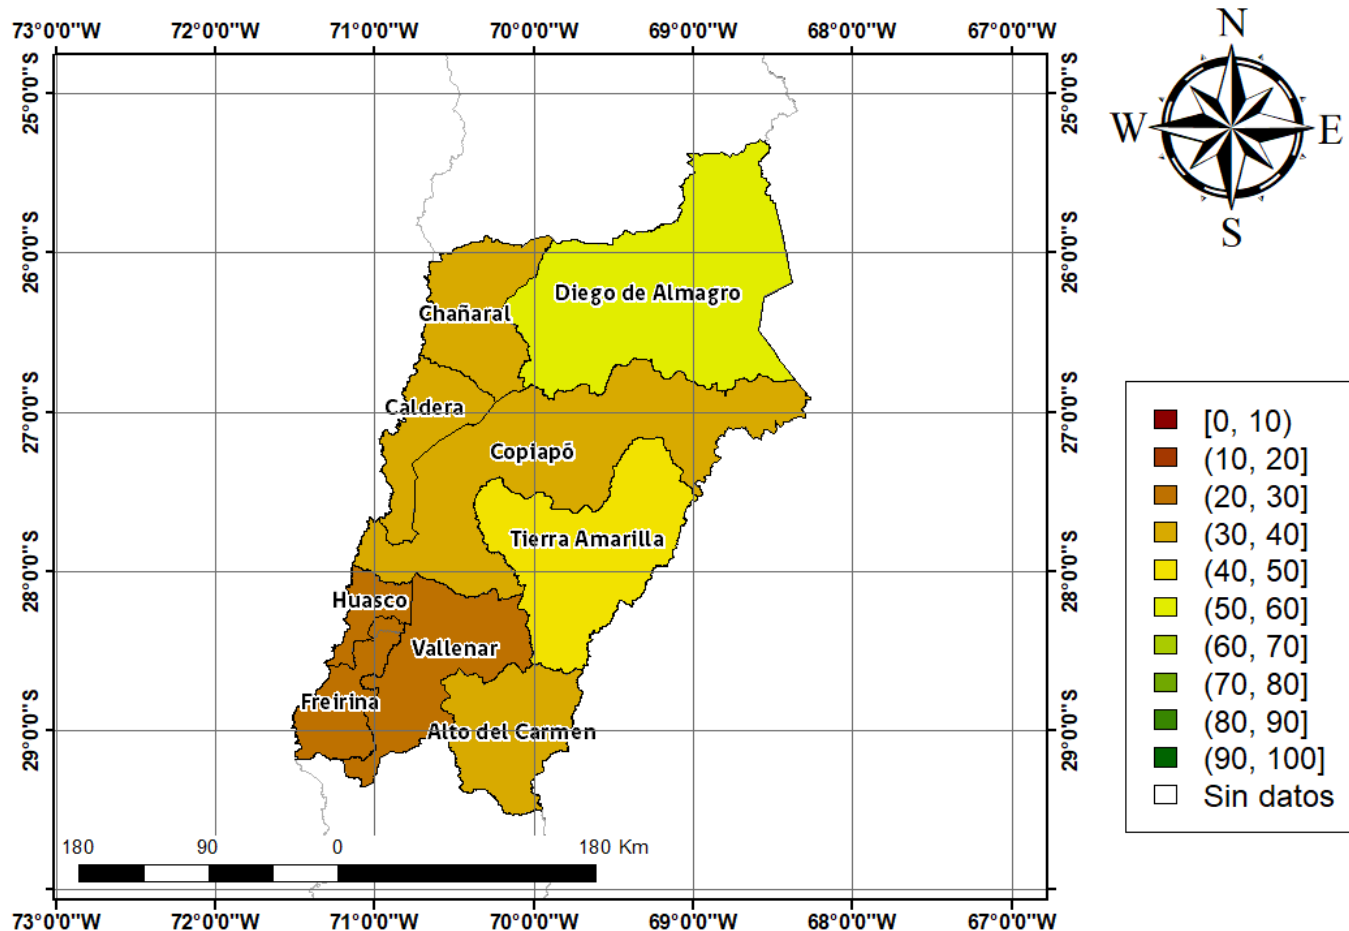 73°0'0"W 72°0'0"W 71°0'0"W 70°0'0"W 69°0'0"W 68°0'0"W 67°0'0"W
N
W E
S
25°0'0"S 25°0'0"S
26°0'0"S 26°0'0"S
Diego de Almagro
Chañaral
Caldera
27°0'0"S 27°0'0"S
Copiapó
Tierra Amarilla
28°0'0"S 28°0'0"S
Huasco
Vallenar
Freirina
Alto del Carmen
29°0'0"S 29°0'0"S
[0, 10)
(10, 20]
(20, 30]
(30, 40]
(40, 50]
(50, 60]
(60, 70]
(70, 80]
(80, 90]
(90, 100]
Sin datos
180 90 0 180 Km
73°0'0"W 72°0'0"W 71°0'0"W 70°0'0"W 69°0'0"W 68°0'0"W 67°0'0"W